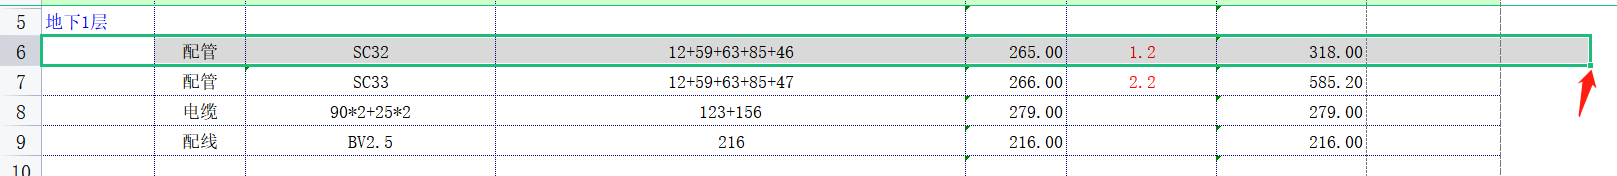 5 地下1层
6 配管 SC32 12+59+63+85+46 265.00 1.2 318.00
7 配管 SC33 12+59+63+85+47 266.00 2.2 585.20
8 电缆 90*2+25*2 123+156 279.00 279.00
9 配线 BV2.5 216 216.00 216.00
10